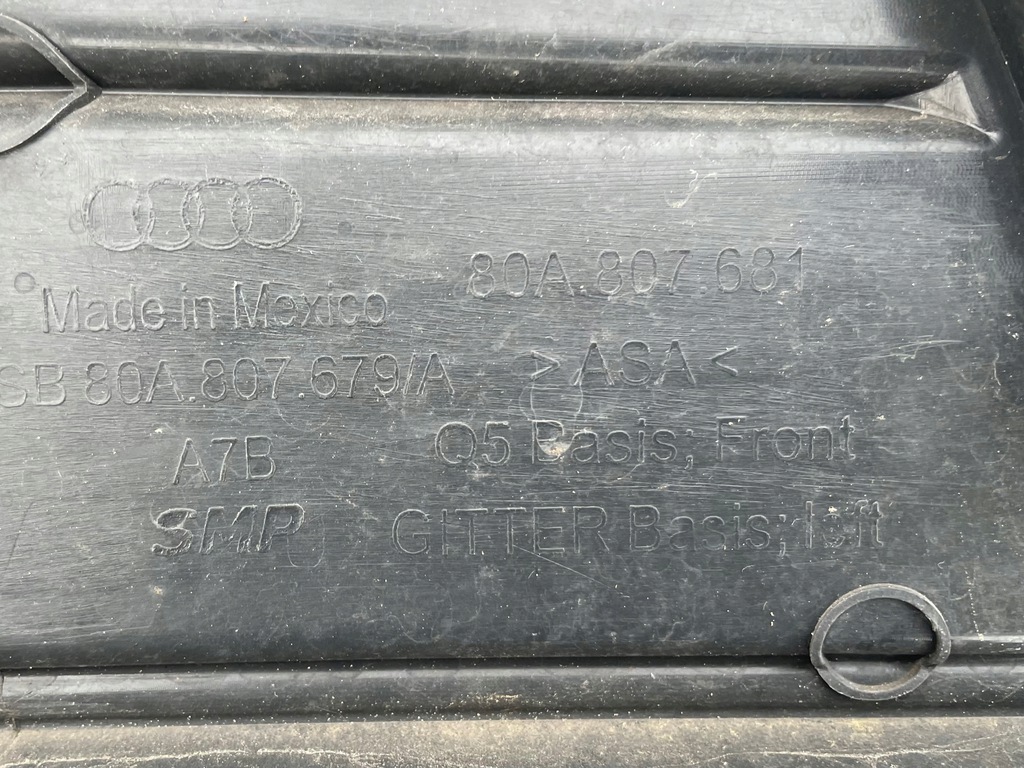 80A.807.681
Made in Mexico
SB 80A.807.679/A
> ASA <
A7B
Q5 Basis; Front
SMP
GITTER Basis; left